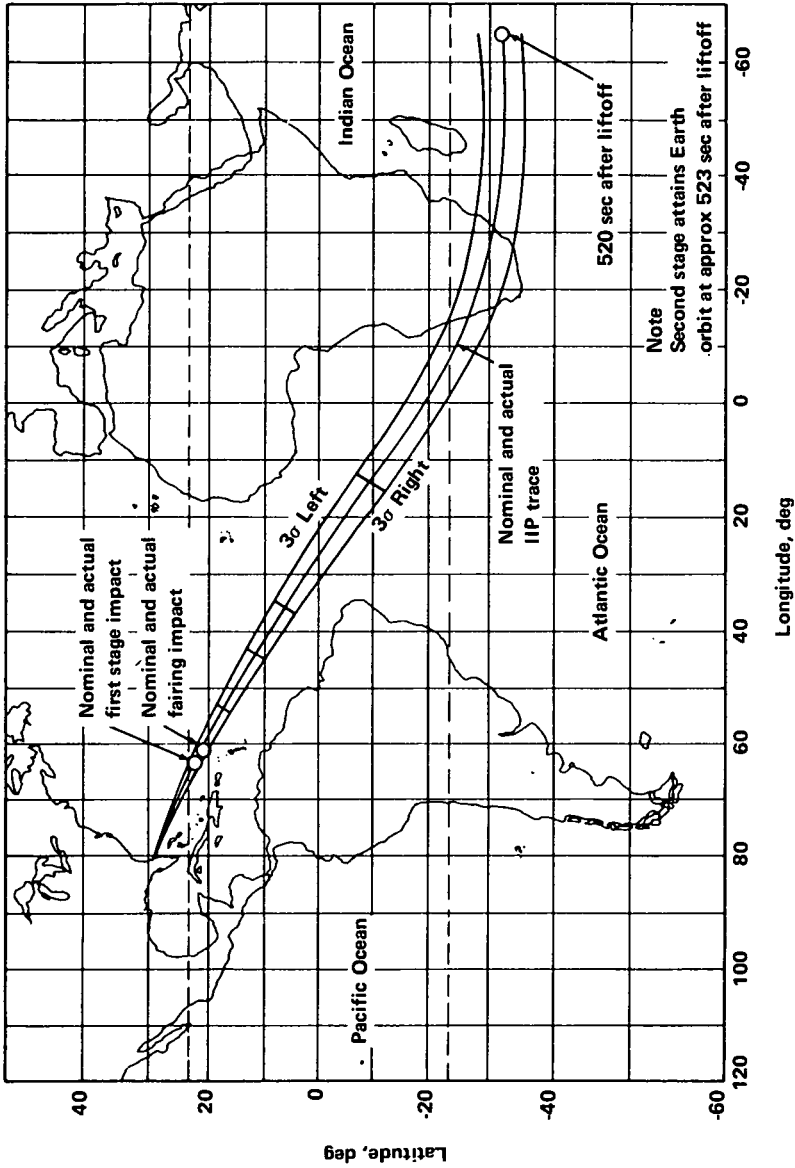 Nominal and actual
first stage impact
Nominal and actual
fairing impact
3σ Left
3σ Right
Indian Ocean
Nominal and actual
IIP trace
520 sec after liftoff
Note
Second stage attains Earth
orbit at approx 523 sec after liftoff
Atlantic Ocean
Pacific Ocean
Latitude, deg
40
20
0
-20
-40
-60
120
100
80
60
40
20
0
-20
-40
-60
Longitude, deg